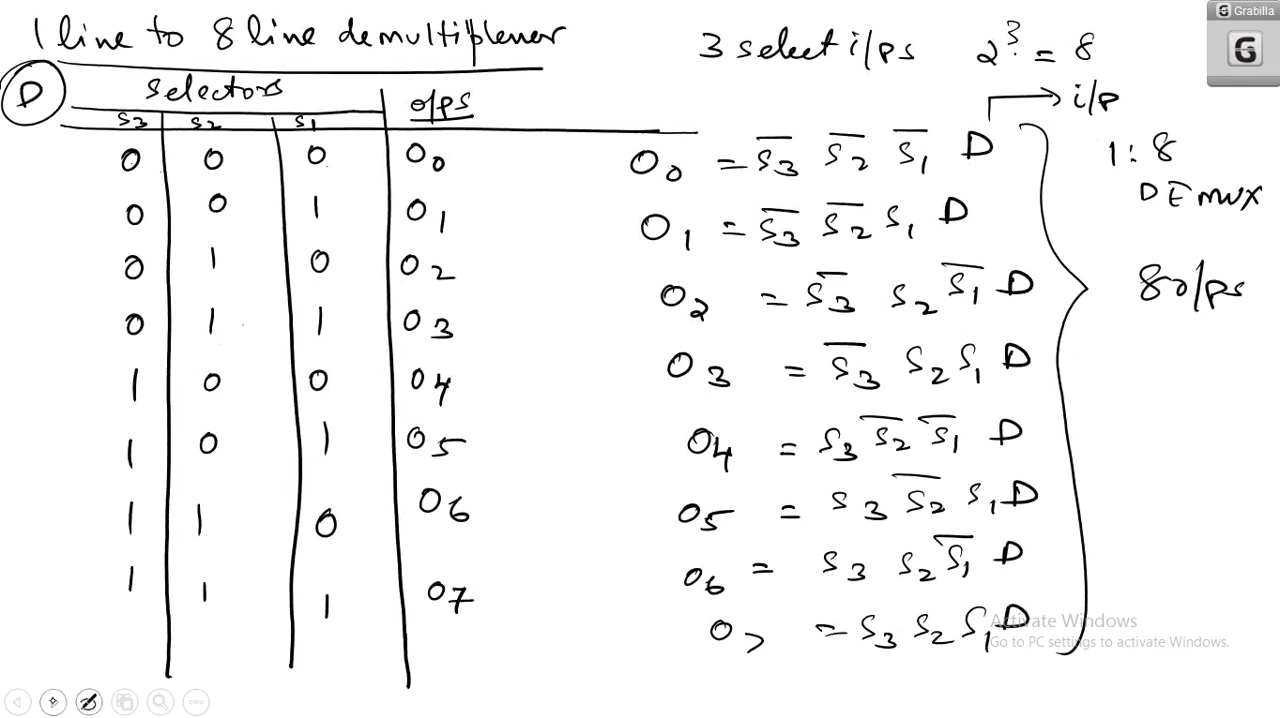 1 line to 8 line demultiplexer
3 select i/ps 2³ = 8
Grabilla
G
D
selectors
o/ps
→ i/p
S3 S2 S1
0 0 0 O0
0 0 1 O1
0 1 0 O2
0 1 1 O3
1 0 0 O4
1 0 1 O5
1 1 0 O6
1 1 1 O7
O0 = S̅3 S̅2 S̅1 D
O1 = S̅3 S̅2 S1 D
O2 = S̅3 S2 S̅1 D
O3 = S̅3 S2 S1 D
O4 = S3 S̅2 S̅1 D
O5 = S3 S̅2 S1 D
O6 = S3 S2 S̅1 D
O7 = S3 S2 S1 D
1 : 8
DEMUX
8 o/ps
Activate Windows
Go to PC settings to activate Windows.